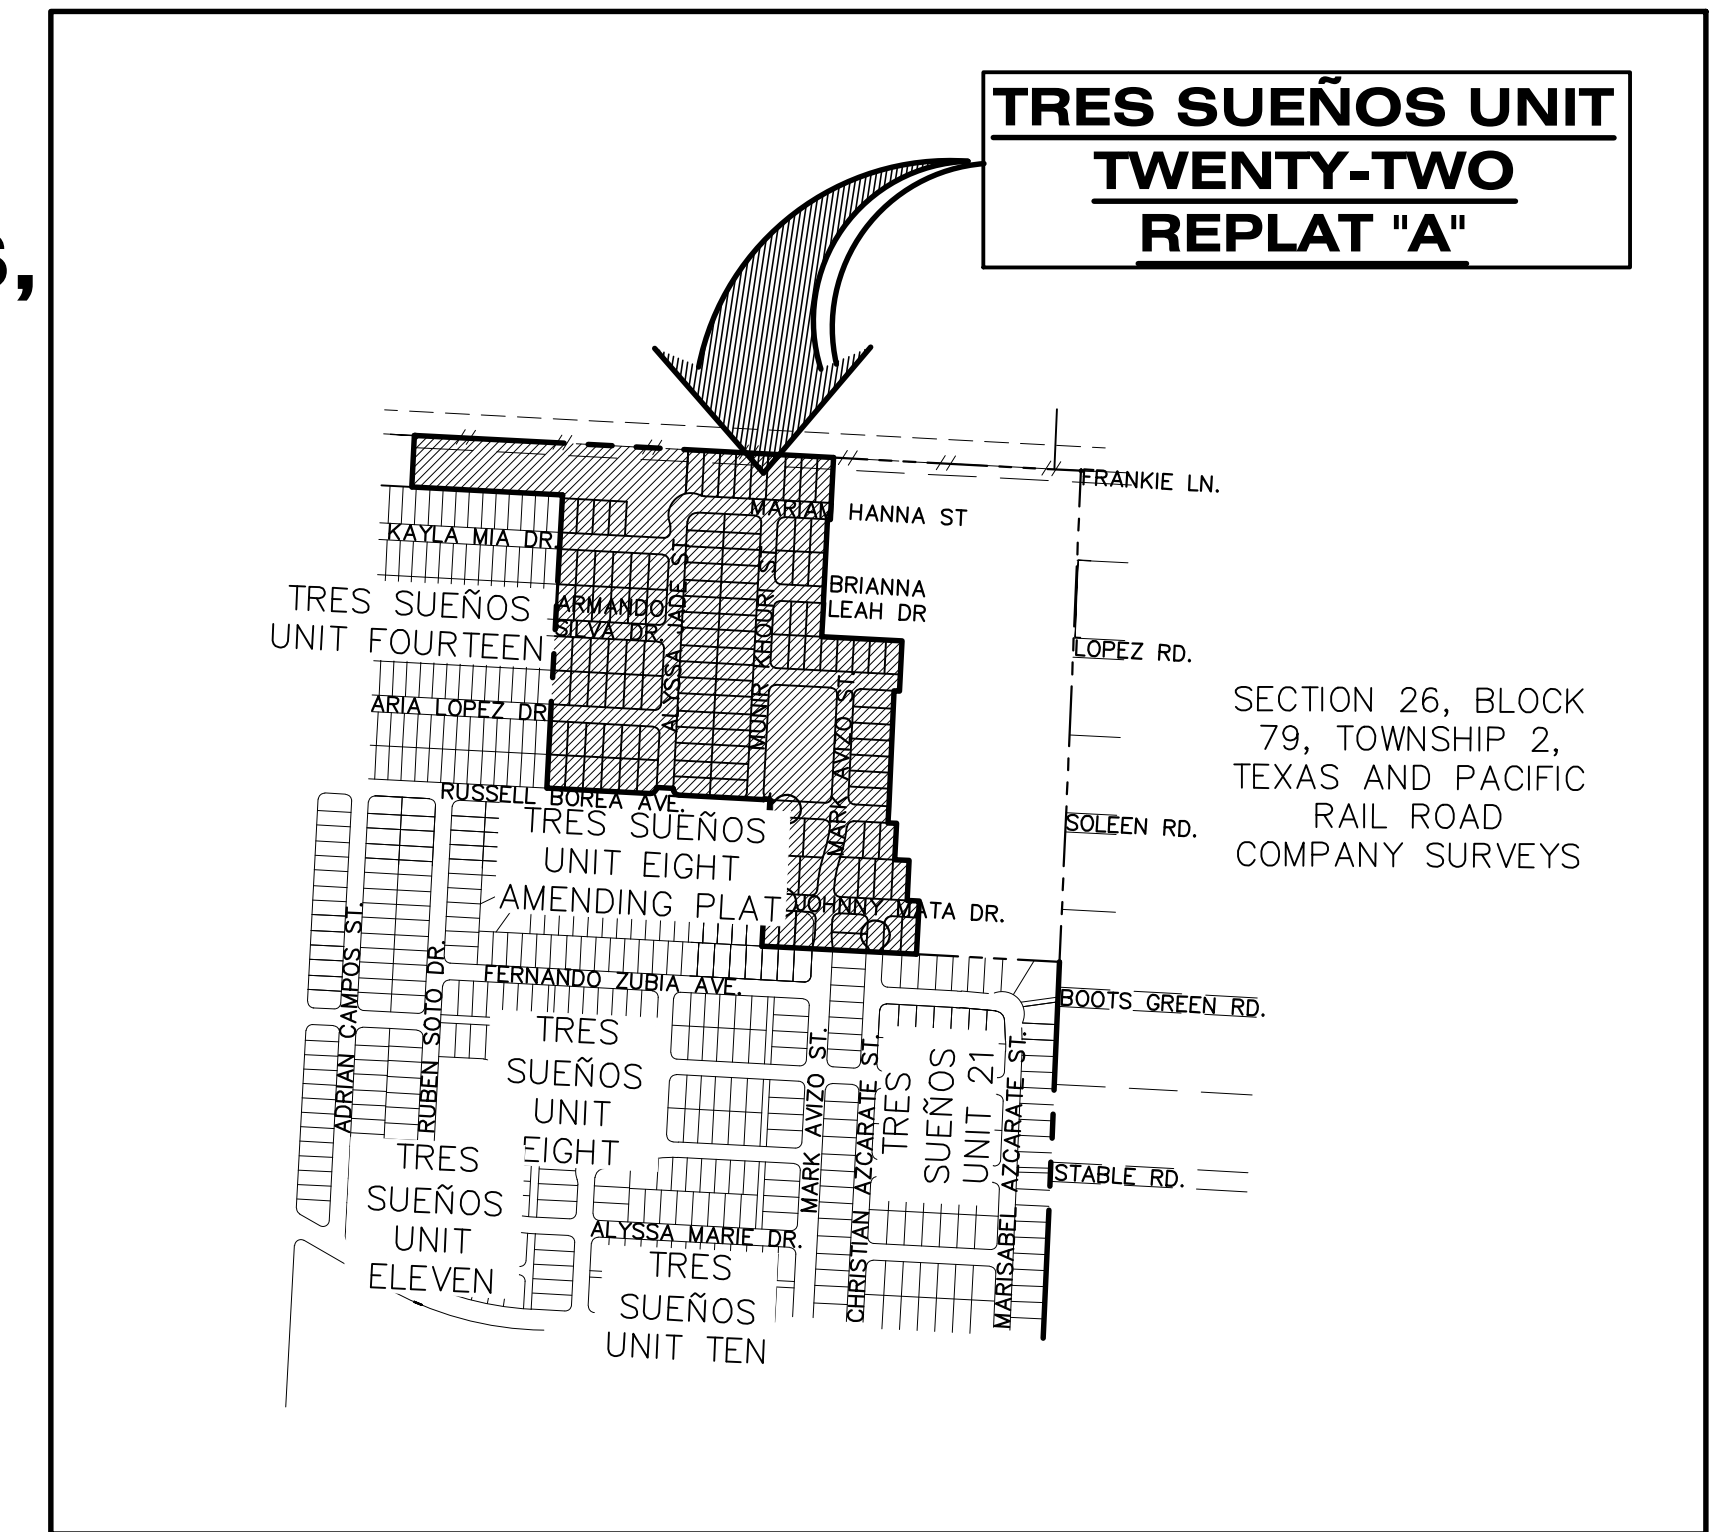 S,
TRES SUEÑOS UNIT
TWENTY-TWO
REPLAT "A"
FRANKIE LN.
MARIAM HANNA ST
KAYLA MIA DR.
BRIANNA
LEAH DR
TRES SUEÑOS
UNIT FOURTEEN
ARMANDO
SILVA DR.
ALYSSA JADE ST
MUNIR KHOURI ST
LOPEZ RD.
ARIA LOPEZ DR
MARK AVIZO ST.
SECTION 26, BLOCK
79, TOWNSHIP 2,
TEXAS AND PACIFIC
RAIL ROAD
COMPANY SURVEYS
RUSSELL BOREA AVE.
TRES SUEÑOS
UNIT EIGHT
AMENDING PLAT
SOLEEN RD.
JOHNNY MATA DR.
ADRIAN CAMPOS ST.
RUBEN SOTO DR.
FERNANDO ZUBIA AVE.
BOOTS GREEN RD.
TRES
SUEÑOS
UNIT
EIGHT
MARK AVIZO ST.
CHRISTIAN AZCARATE ST.
TRES
SUEÑOS
UNIT 21
MARISABEL AZCARATE ST.
STABLE RD.
TRES
SUEÑOS
UNIT
ELEVEN
ALYSSA MARIE DR.
TRES
SUEÑOS
UNIT TEN